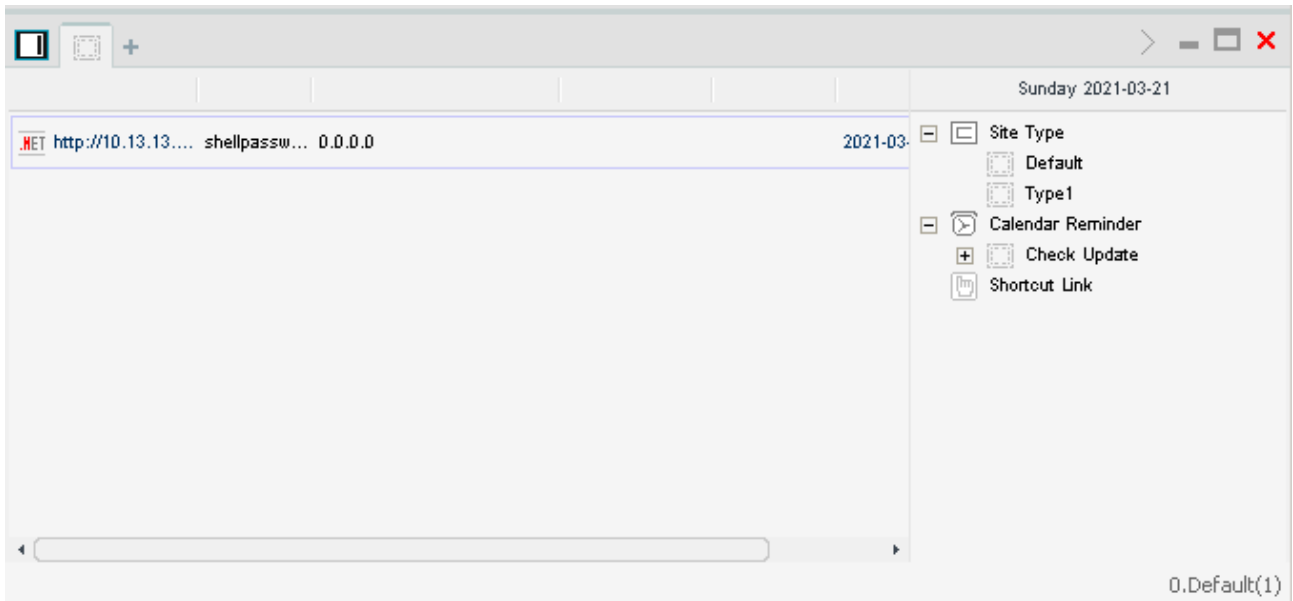 Sunday 2021-03-21
.NET http://10.13.13.... shellpassw... 0.0.0.0 2021-03-
Site Type
Default
Type1
Calendar Reminder
Check Update
Shortcut Link
0.Default(1)